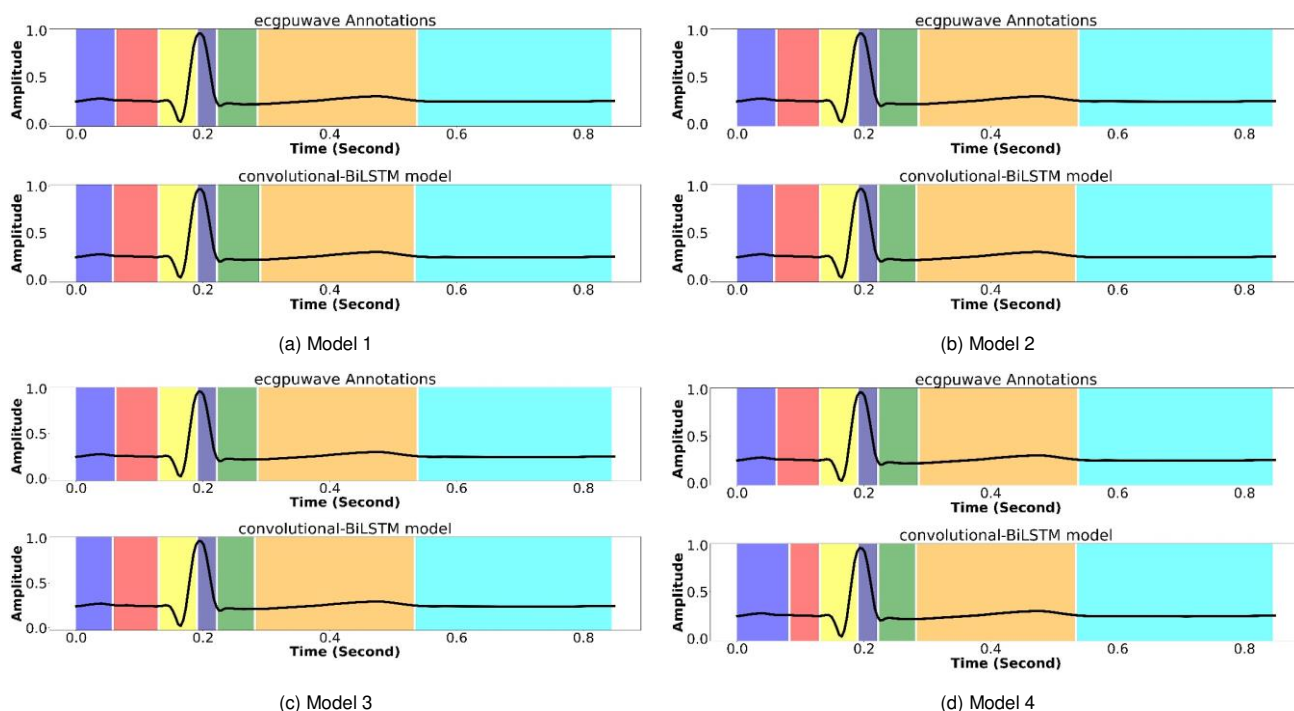 ecgpuwave Annotations
Amplitude
1.0
0.5
0.0
0.0 0.2 0.4 0.6 0.8
Time (Second)
convolutional-BiLSTM model
Amplitude
1.0
0.5
0.0
0.0 0.2 0.4 0.6 0.8
Time (Second)
(a) Model 1
ecgpuwave Annotations
Amplitude
1.0
0.5
0.0
0.0 0.2 0.4 0.6 0.8
Time (Second)
convolutional-BiLSTM model
Amplitude
1.0
0.5
0.0
0.0 0.2 0.4 0.6 0.8
Time (Second)
(b) Model 2
ecgpuwave Annotations
Amplitude
1.0
0.5
0.0
0.0 0.2 0.4 0.6 0.8
Time (Second)
convolutional-BiLSTM model
Amplitude
1.0
0.5
0.0
0.0 0.2 0.4 0.6 0.8
Time (Second)
(c) Model 3
ecgpuwave Annotations
Amplitude
1.0
0.5
0.0
0.0 0.2 0.4 0.6 0.8
Time (Second)
convolutional-BiLSTM model
Amplitude
1.0
0.5
0.0
0.0 0.2 0.4 0.6 0.8
Time (Second)
(d) Model 4